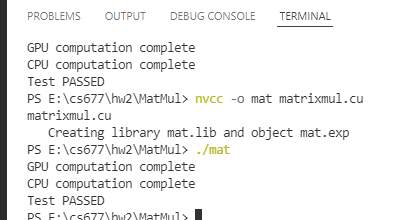 PROBLEMS OUTPUT DEBUG CONSOLE TERMINAL
GPU computation complete
CPU computation complete
Test PASSED
PS E:\cs677\hw2\MatMul> nvcc -o mat matrixmul.cu
matrixmul.cu
   Creating library mat.lib and object mat.exp
PS E:\cs677\hw2\MatMul> ./mat
GPU computation complete
CPU computation complete
Test PASSED
PS E:\cs677\hw2\MatMul>